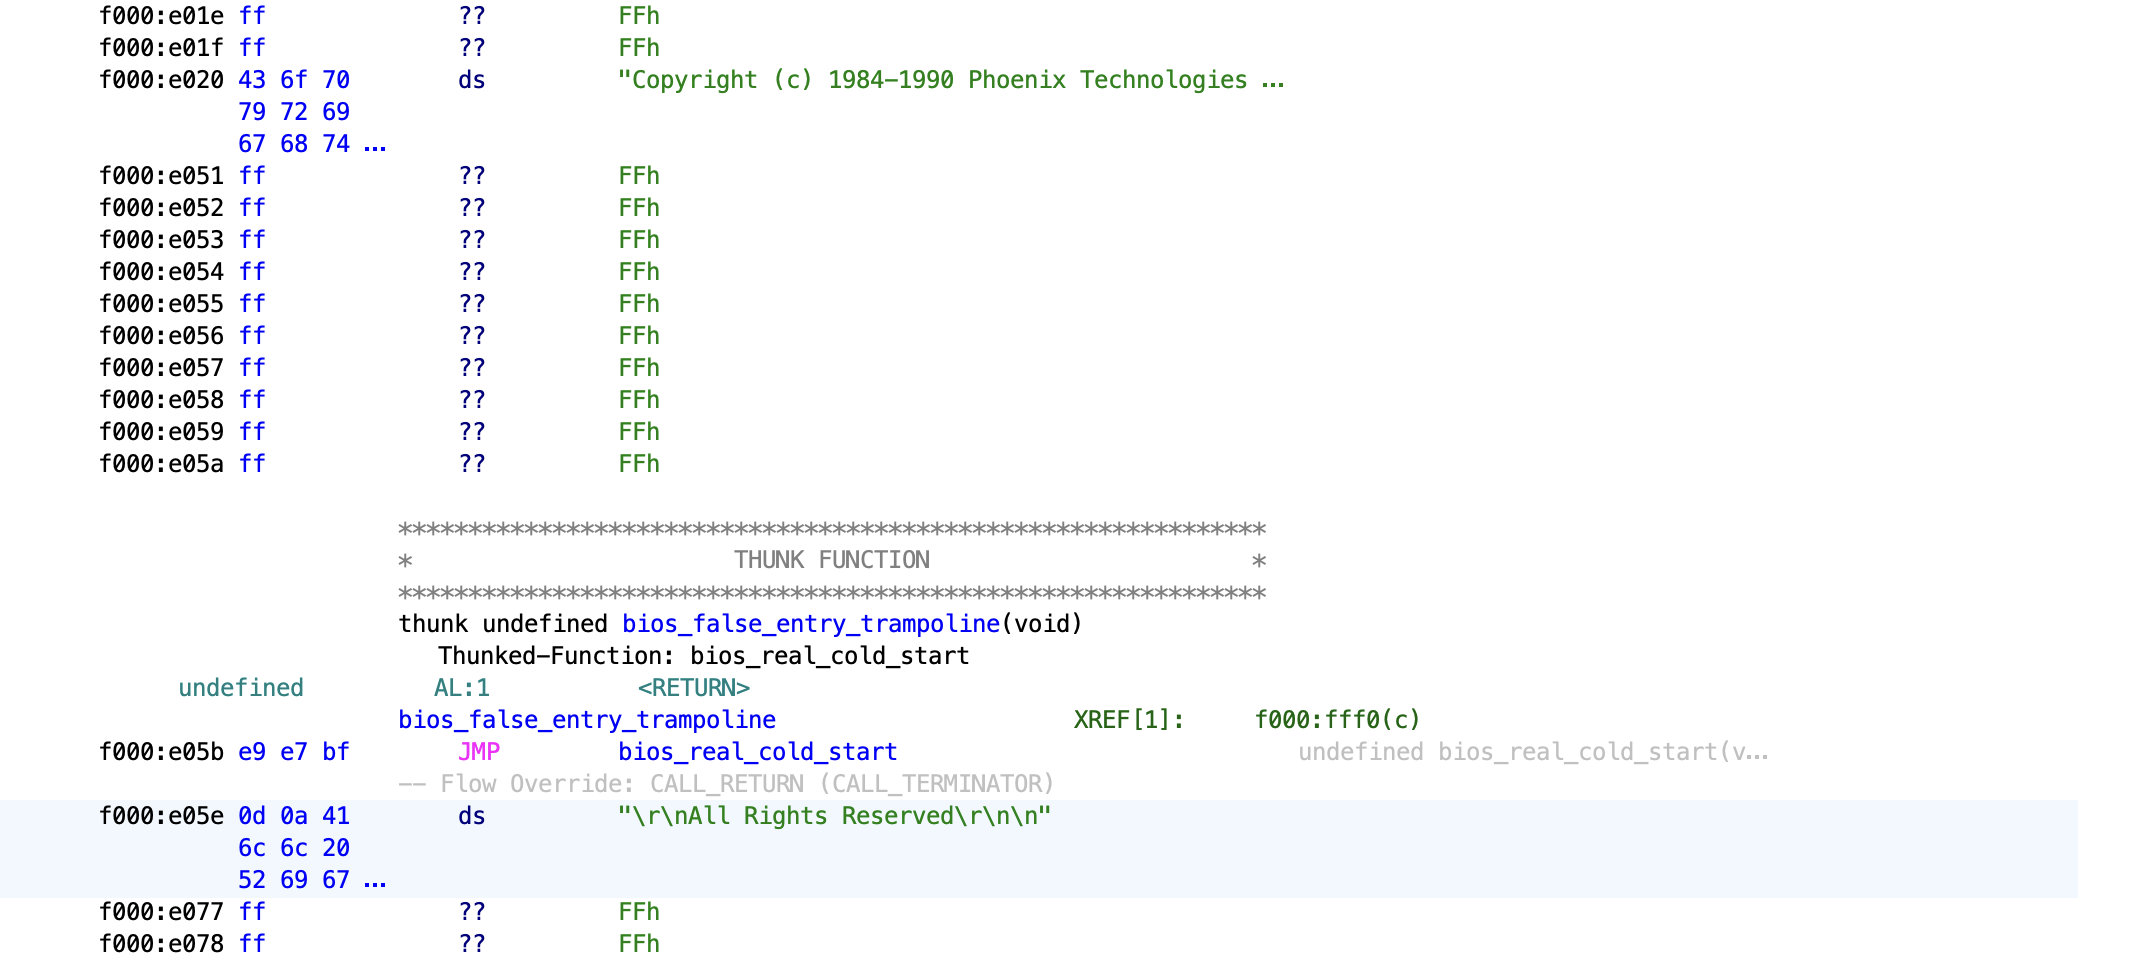 f000:e01e ff ?? FFh
f000:e01f ff ?? FFh
f000:e020 43 6f 70 ds "Copyright (c) 1984-1990 Phoenix Technologies ...
79 72 69
67 68 74 ...
f000:e051 ff ?? FFh
f000:e052 ff ?? FFh
f000:e053 ff ?? FFh
f000:e054 ff ?? FFh
f000:e055 ff ?? FFh
f000:e056 ff ?? FFh
f000:e057 ff ?? FFh
f000:e058 ff ?? FFh
f000:e059 ff ?? FFh
f000:e05a ff ?? FFh
**************************************************************
* THUNK FUNCTION *
**************************************************************
thunk undefined bios_false_entry_trampoline(void)
Thunked-Function: bios_real_cold_start
undefined AL:1 <RETURN>
bios_false_entry_trampoline XREF[1]: f000:fff0(c)
f000:e05b e9 e7 bf JMP bios_real_cold_start undefined bios_real_cold_start(v...
-- Flow Override: CALL_RETURN (CALL_TERMINATOR)
f000:e05e 0d 0a 41 ds "\r\nAll Rights Reserved\r\n\n"
6c 6c 20
52 69 67 ...
f000:e077 ff ?? FFh
f000:e078 ff ?? FFh